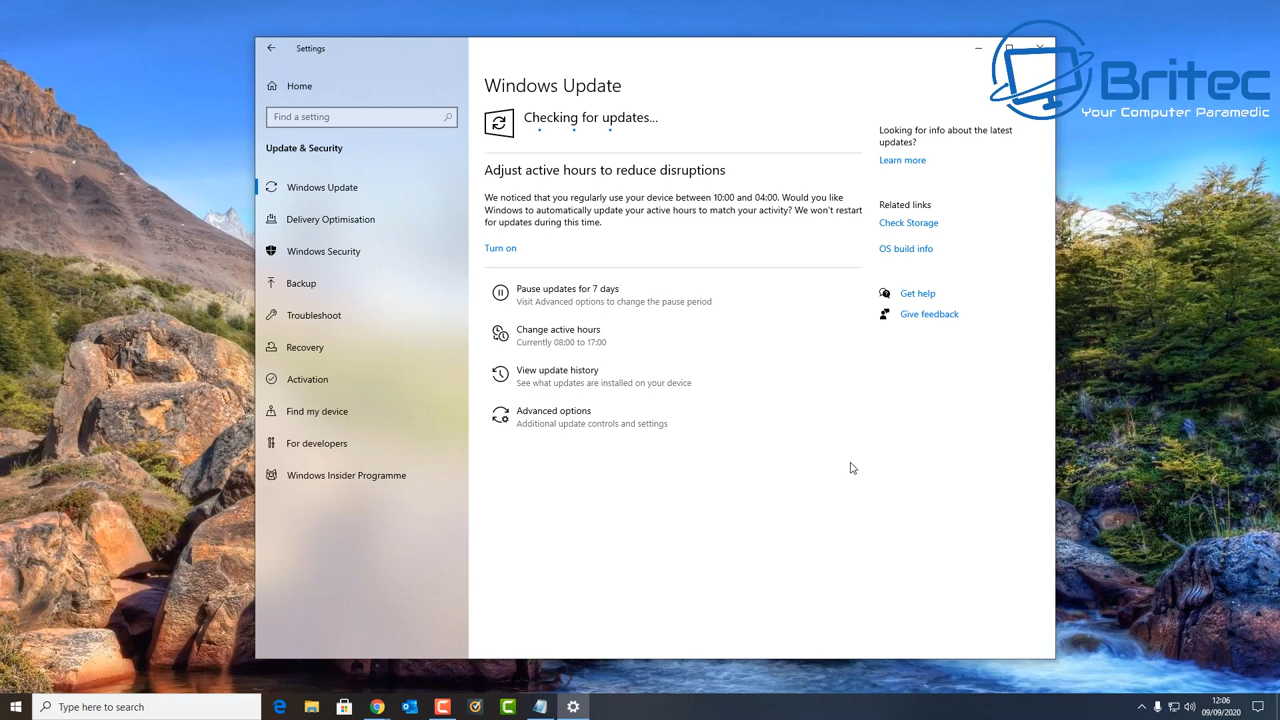 Settings
Britec
Your Computer Paramedic
Home
Find a setting
Update & Security
Windows Update
Delivery Optimisation
Windows Security
Backup
Troubleshoot
Recovery
Activation
Find my device
For developers
Windows Insider Programme
Windows Update
Checking for updates...
Adjust active hours to reduce disruptions
We noticed that you regularly use your device between 10:00 and 04:00. Would you like
Windows to automatically update your active hours to match your activity? We won't restart
for updates during this time.
Turn on
Pause updates for 7 days
Visit Advanced options to change the pause period
Change active hours
Currently 08:00 to 17:00
View update history
See what updates are installed on your device
Advanced options
Additional update controls and settings
Looking for info about the latest
updates?
Learn more
Related links
Check Storage
OS build info
Get help
Give feedback
Type here to search
12:06
09/09/2020